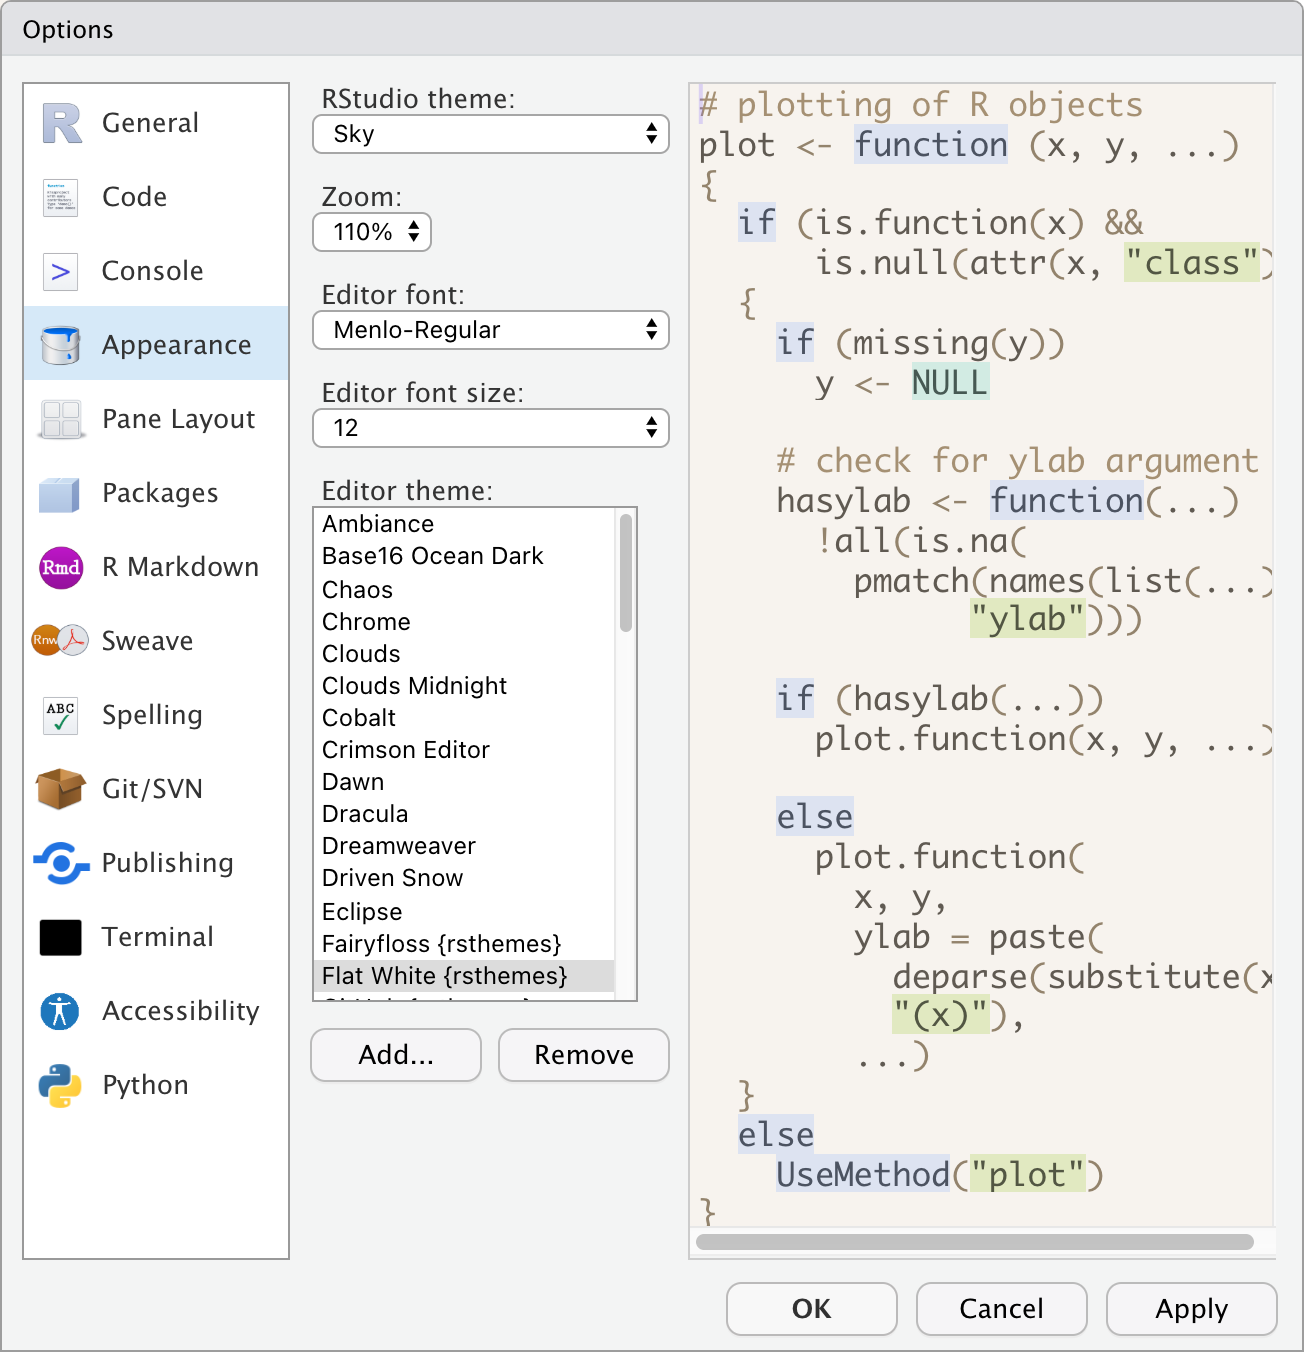 Options
General
Code
Console
Appearance
Pane Layout
Packages
Rmd
R Markdown
Rnw
Sweave
ABC
Spelling
Git/SVN
Publishing
Terminal
Accessibility
Python
RStudio theme:
Sky
Zoom:
110%
Editor font:
Menlo-Regular
Editor font size:
12
Editor theme:
Ambiance
Base16 Ocean Dark
Chaos
Chrome
Clouds
Clouds Midnight
Cobalt
Crimson Editor
Dawn
Dracula
Dreamweaver
Driven Snow
Eclipse
Fairyfloss {rsthemes}
Flat White {rsthemes}
Add...
Remove
# plotting of R objects
plot <- function (x, y, ...)
{
if (is.function(x) &&
is.null(attr(x, "class")
{
if (missing(y))
y <- NULL
# check for ylab argument
hasylab <- function(...)
!all(is.na(
pmatch(names(list(...)
"ylab")))
if (hasylab(...))
plot.function(x, y, ...)
else
plot.function(
x, y,
ylab = paste(
deparse(substitute(x
"(x)"),
...)
}
else
UseMethod("plot")
}
OK
Cancel
Apply